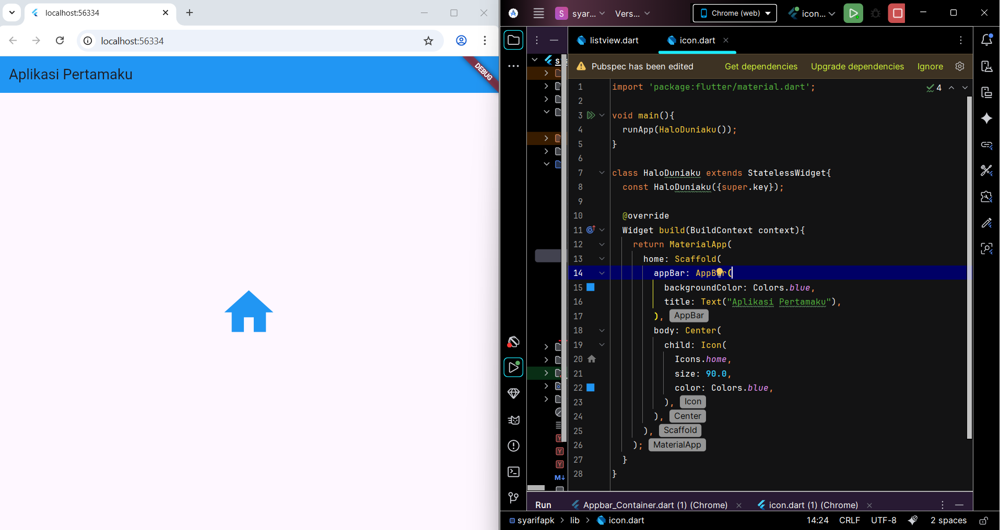 localhost:56334
localhost:56334
Aplikasi Pertamaku
DEBUG
S syar... Vers... Chrome (web) icon...
listview.dart icon.dart
Pubspec has been edited Get dependencies Upgrade dependencies Ignore
4
1 import 'package:flutter/material.dart';
2
3 void main(){
4 runApp(HaloDuniaku());
5 }
6
7 class HaloDuniaku extends StatelessWidget{
8 const HaloDuniaku({super.key});
9
10 @override
11 Widget build(BuildContext context){
12 return MaterialApp(
13 home: Scaffold(
14 appBar: AppBar(
15 backgroundColor: Colors.blue,
16 title: Text("Aplikasi Pertamaku"),
17 ), AppBar
18 body: Center(
19 child: Icon(
20 Icons.home,
21 size: 90.0,
22 color: Colors.blue,
23 ), Icon
24 ), Center
25 ), Scaffold
26 ); MaterialApp
27 }
28 }
Y
Y
Y
M↓
Run Appbar_Container.dart (1) (Chrome) icon.dart (1) (Chrome)
syarifapk > lib > icon.dart 14:24 CRLF UTF-8 2 spaces